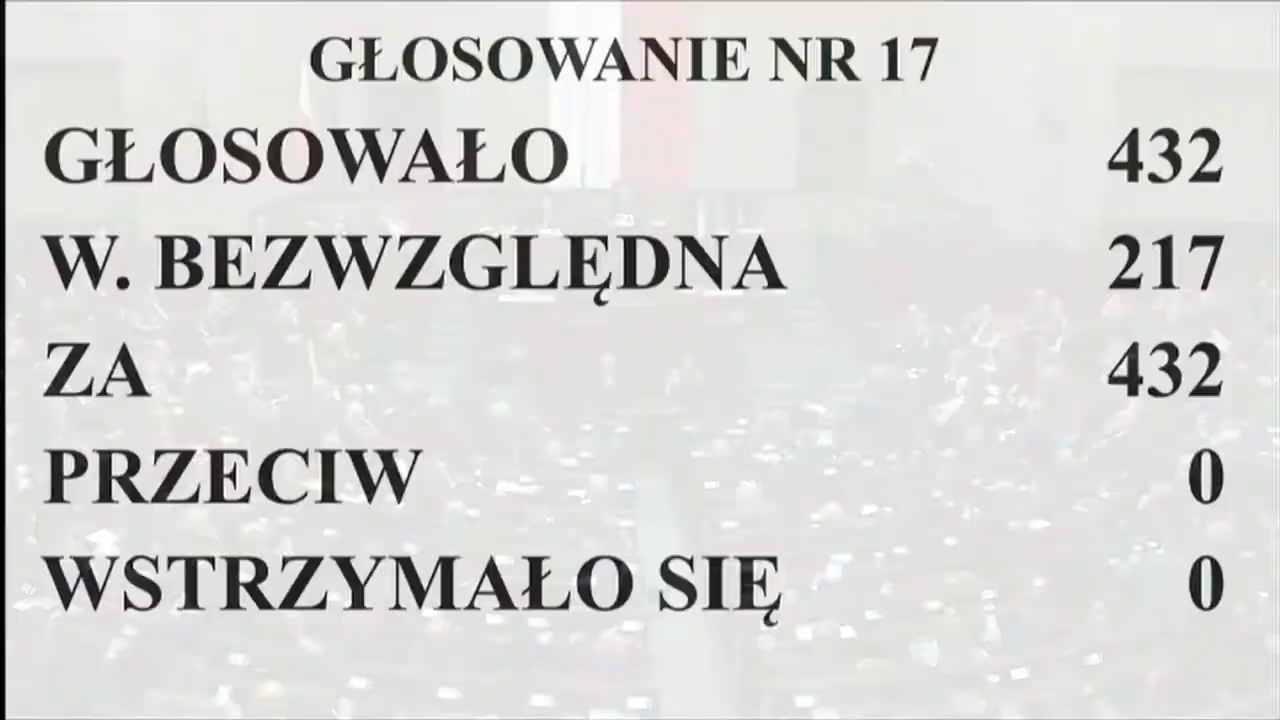 GŁOSOWANIE NR 17
GŁOSOWAŁO 432
W. BEZWZGLĘDNA 217
ZA 432
PRZECIW 0
WSTRZYMAŁO SIĘ 0